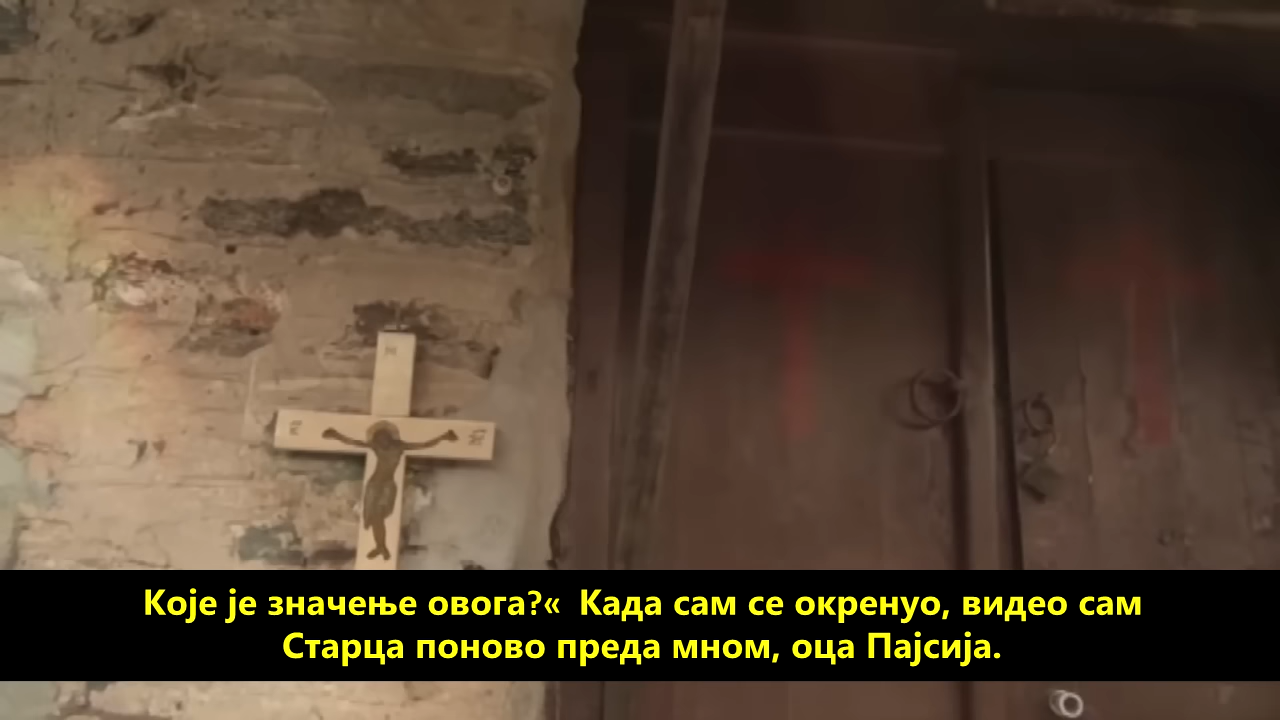 Које је значење овога?« Када сам се окренуо, видео сам
Старца поново преда мном, оца Пајсија.